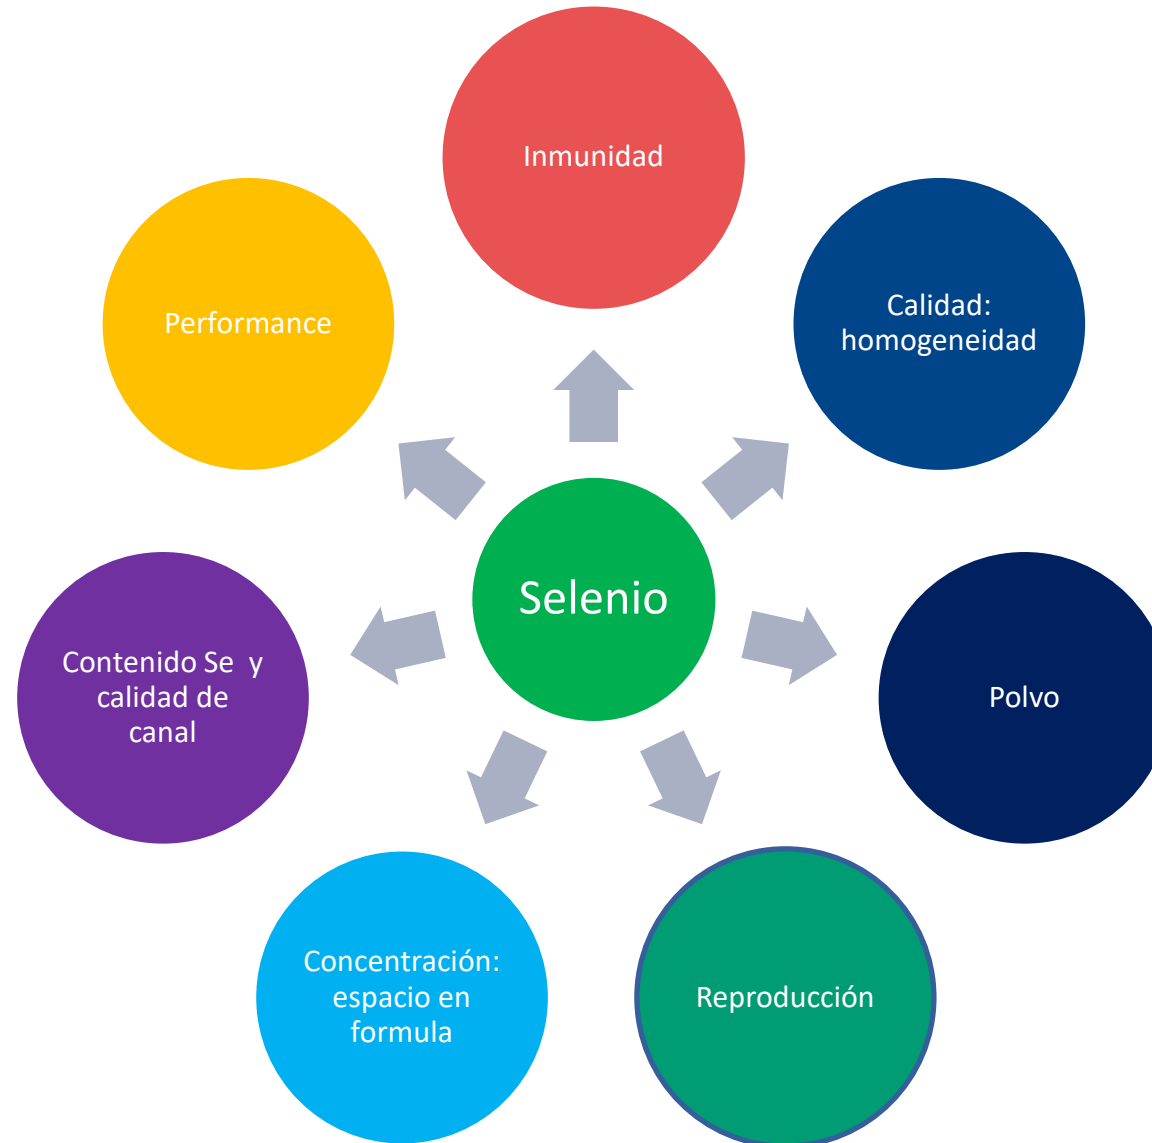 Inmunidad
Calidad:
homogeneidad
Performance
Selenio
Contenido Se  y
calidad de
canal
Polvo
Concentración:
espacio en
formula
Reproducción